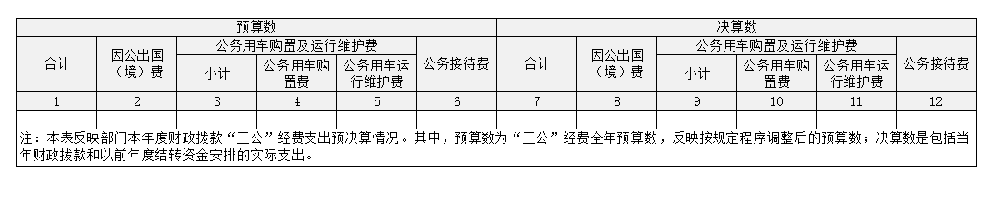 预算数 决算数
合计 因公出国（境）费 公务用车购置及运行维护费 公务接待费 合计 因公出国（境）费 公务用车购置及运行维护费 公务接待费
小计 公务用车购置费 公务用车运行维护费 小计 公务用车购置费 公务用车运行维护费
1 2 3 4 5 6 7 8 9 10 11 12
注：本表反映部门本年度财政拨款“三公”经费支出预决算情况。其中，预算数为“三公”经费全年预算数，反映按规定程序调整后的预算数；决算数是包括当
年财政拨款和以前年度结转资金安排的实际支出。